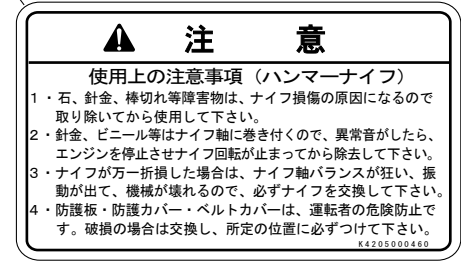 注 意
使用上の注意事項（ハンマーナイフ）
1・石、針金、棒切れ等障害物は、ナイフ損傷の原因になるので
取り除いてから使用して下さい。
2・針金、ビニール等はナイフ軸に巻き付くので、異常音がしたら、
エンジンを停止させナイフ回転が止まってから除去して下さい。
3・ナイフが万一折損した場合は、ナイフ軸バランスが狂い、振
動が出て、機械が壊れるので、必ずナイフを交換して下さい。
4・防護板・防護カバー・ベルトカバーは、運転者の危険防止で
す。破損の場合は交換し、所定の位置に必ずつけて下さい。
K4205000460